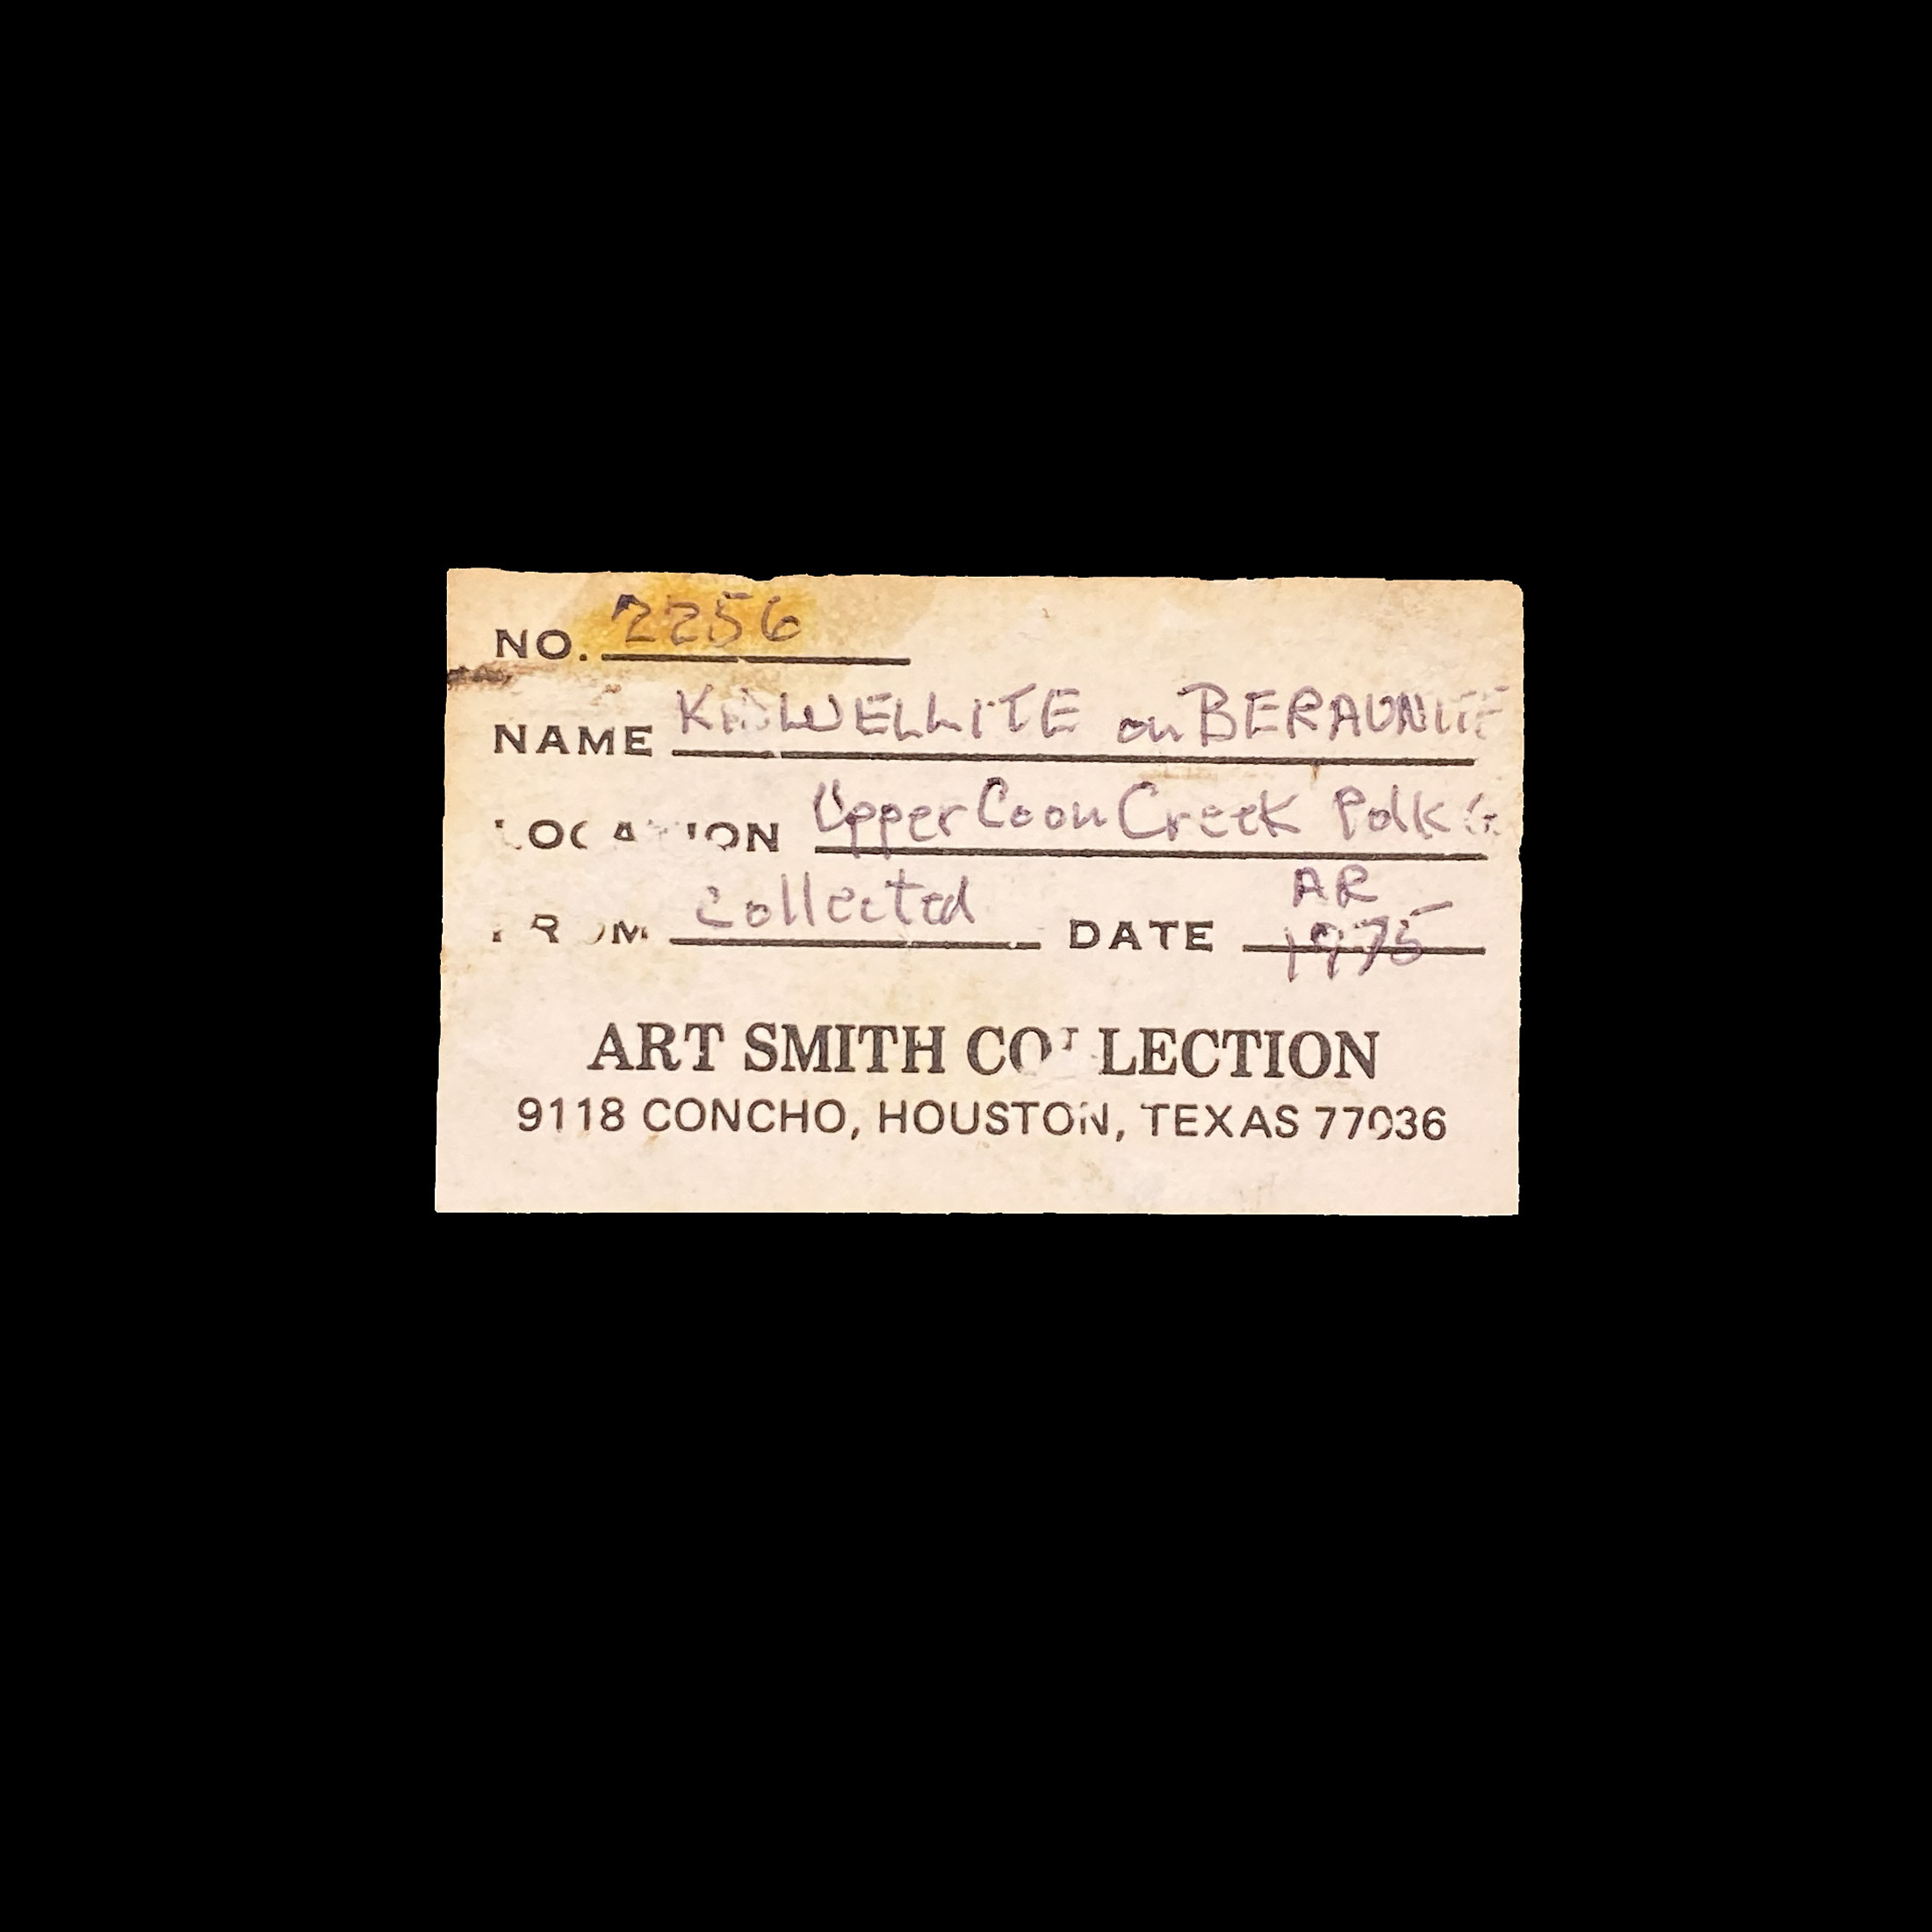 NO. 2256
NAME KIDWELLITE on BERAUNITE
LOCATION Upper Coon Creek Polk Co.
AR
FROM collected DATE 1975
ART SMITH COLLECTION
9118 CONCHO, HOUSTON, TEXAS 77036